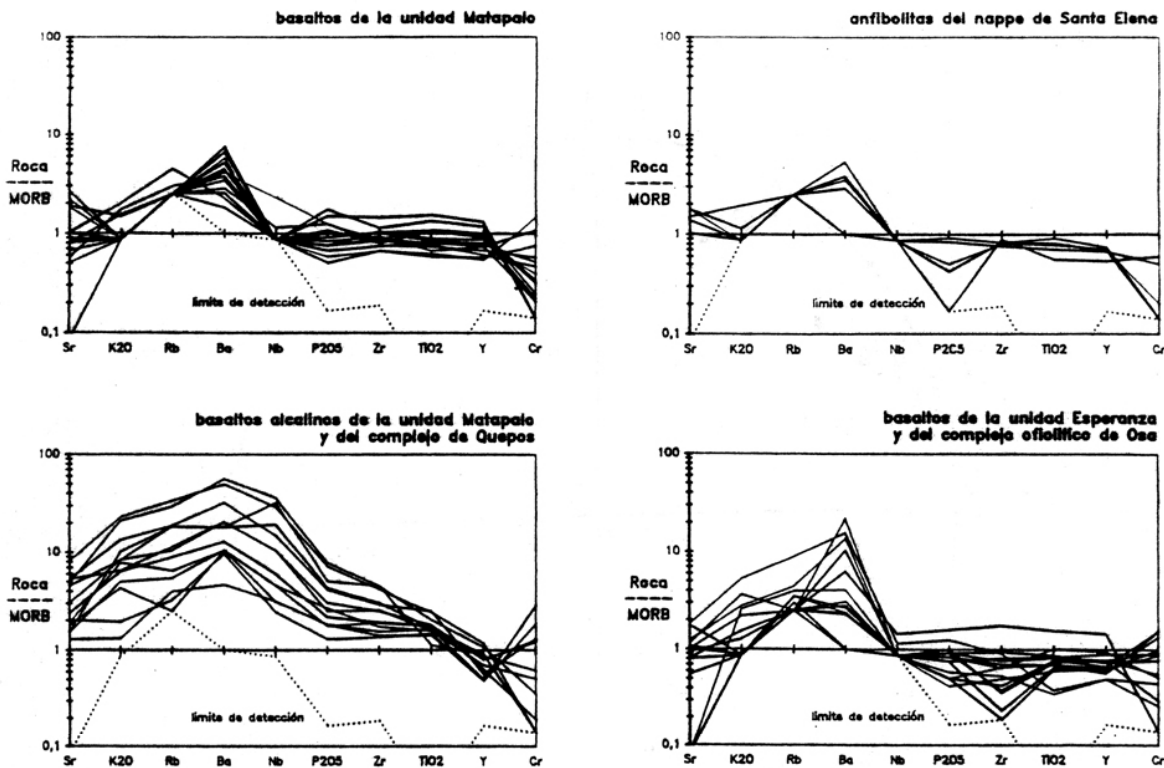 basaltos de la unidad Matapalo
100
10
Roca
MORB
1
límite de detección
0,1
Sr K2O Rb Ba Nb P2O5 Zr TiO2 Y Cr
anfibolitas del nappe de Santa Elena
100
10
Roca
MORB
1
límite de detección
0,1
Sr K2O Rb Ba Nb P2O5 Zr TiO2 Y Cr
basaltos alcalinos de la unidad Matapalo
y del complejo de Quepos
100
10
Roca
MORB
1
límite de detección
0,1
Sr K2O Rb Ba Nb P2O5 Zr TiO2 Y Cr
basaltos de la unidad Esperanza
y del complejo ofiolítico de Osa
100
10
Roca
MORB
1
límite de detección
0,1
Sr K2O Rb Ba Nb P2O5 Zr TiO2 Y Cr